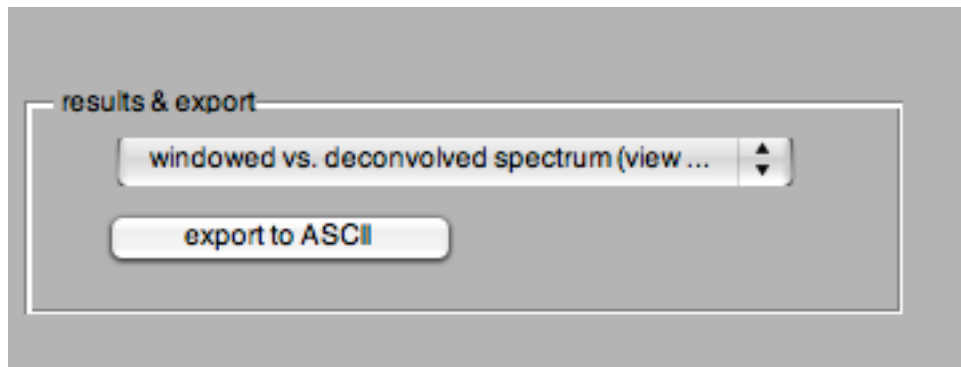 results & export
windowed vs. deconvolved spectrum (view ...
export to ASCII